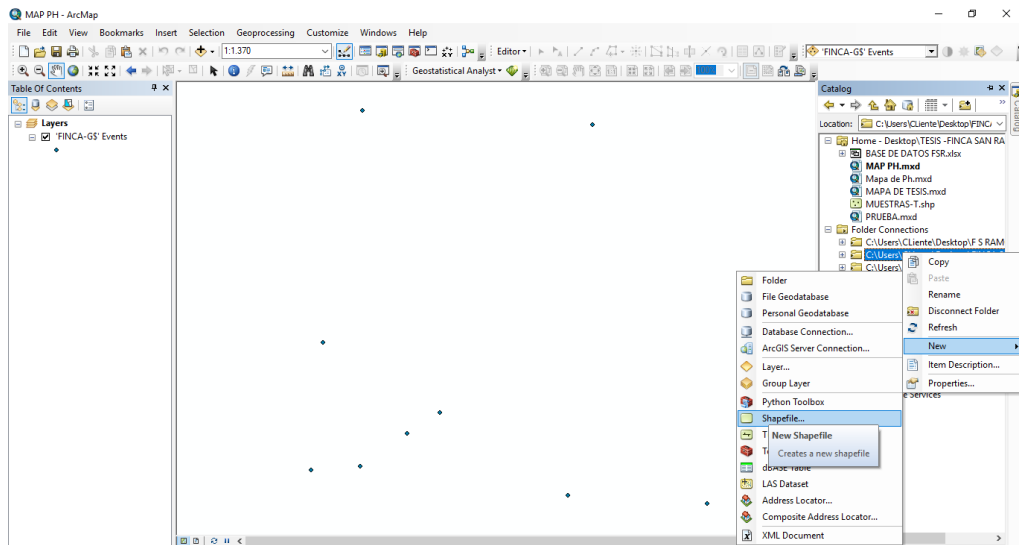 MAP PH - ArcMap
File Edit View Bookmarks Insert Selection Geoprocessing Customize Windows Help
1:1.370
Editor
'FINCA-G$' Events
Geostatistical Analyst
Table Of Contents
Layers
'FINCA-G$' Events
Catalog
Location: C:\Users\CLiente\Desktop\FINC
Home - Desktop\TESIS -FINCA SAN RA
BASE DE DATOS FSR.xlsx
MAP PH.mxd
Mapa de Ph.mxd
MAPA DE TESIS.mxd
MUESTRAS-T.shp
PRUEBA.mxd
Folder Connections
C:\Users\CLiente\Desktop\F S RAM
C:\Users\
C:\Users\
Services
Copy
Paste
Rename
Disconnect Folder
Refresh
New
Item Description...
Properties...
Folder
File Geodatabase
Personal Geodatabase
Database Connection...
ArcGIS Server Connection...
Layer...
Group Layer
Python Toolbox
Shapefile...
New Shapefile
Creates a new shapefile
dBASE Table
LAS Dataset
Address Locator...
Composite Address Locator...
XML Document
Catalog